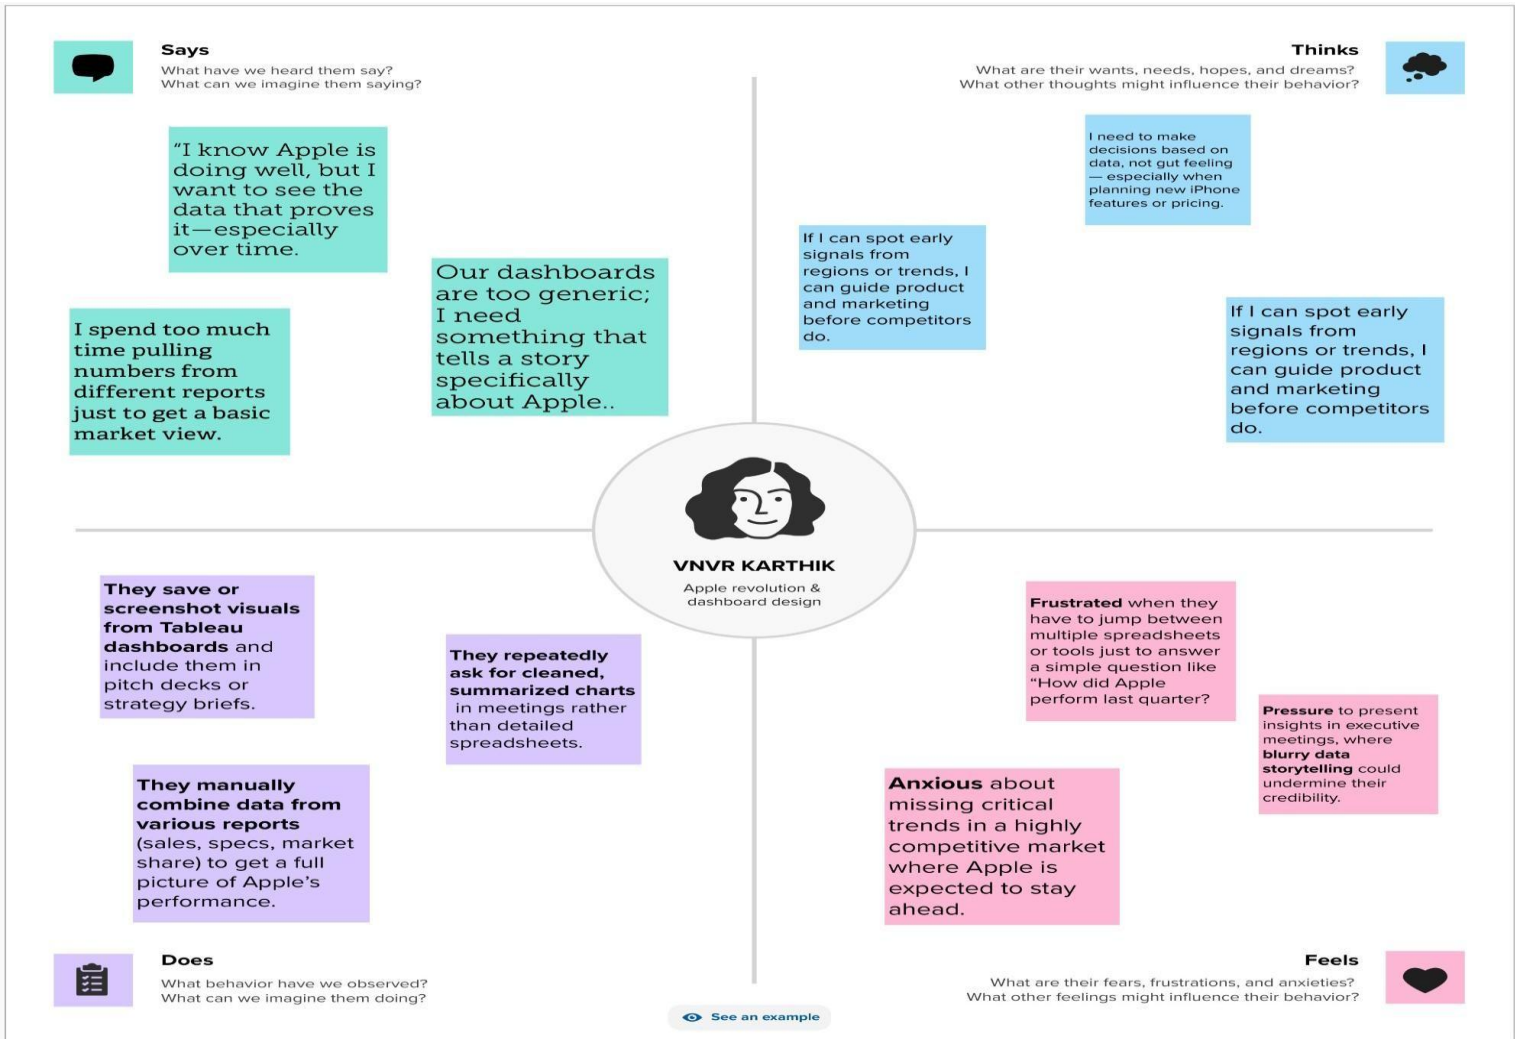 Says
What have we heard them say?
What can we imagine them saying?
Thinks
What are their wants, needs, hopes, and dreams?
What other thoughts might influence their behavior?
“I know Apple is
doing well, but I
want to see the
data that proves
it—especially
over time.
Our dashboards
are too generic;
I need
something that
tells a story
specifically
about Apple..
I spend too much
time pulling
numbers from
different reports
just to get a basic
market view.
I need to make
decisions based on
data, not gut feeling
— especially when
planning new iPhone
features or pricing.
If I can spot early
signals from
regions or trends, I
can guide product
and marketing
before competitors
do.
If I can spot early
signals from
regions or trends, I
can guide product
and marketing
before competitors
do.
VNVR KARTHIK
Apple revolution &
dashboard design
They save or
screenshot visuals
from Tableau
dashboards and
include them in
pitch decks or
strategy briefs.
They repeatedly
ask for cleaned,
summarized charts
in meetings rather
than detailed
spreadsheets.
They manually
combine data from
various reports
(sales, specs, market
share) to get a full
picture of Apple’s
performance.
Frustrated when they
have to jump between
multiple spreadsheets
or tools just to answer
a simple question like
“How did Apple
perform last quarter?
Pressure to present
insights in executive
meetings, where
blurry data
storytelling could
undermine their
credibility.
Anxious about
missing critical
trends in a highly
competitive market
where Apple is
expected to stay
ahead.
Does
What behavior have we observed?
What can we imagine them doing?
Feels
What are their fears, frustrations, and anxieties?
What other feelings might influence their behavior?
See an example